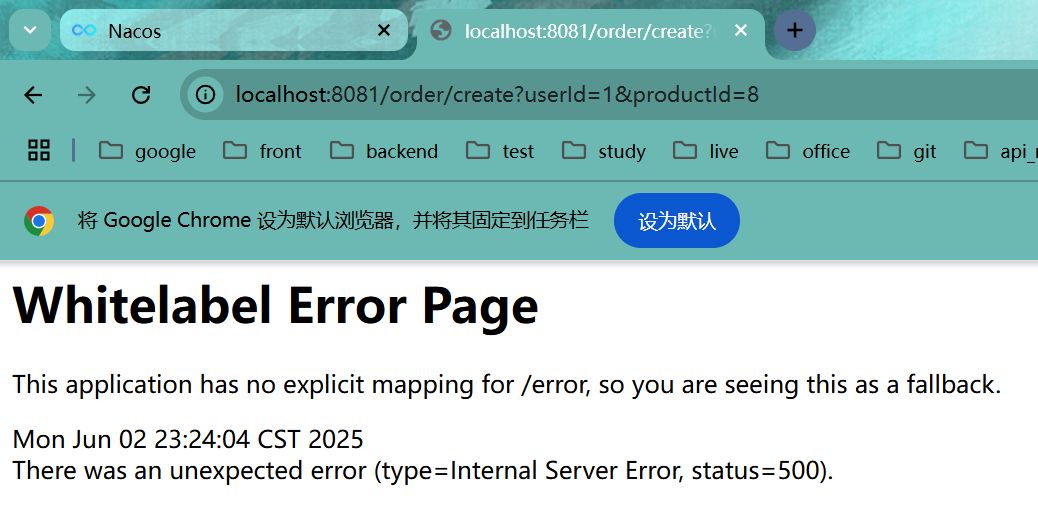 Nacos
localhost:8081/order/create?
localhost:8081/order/create?userId=1&productId=8
google front backend test study live office git
将 Google Chrome 设为默认浏览器，并将其固定到任务栏 设为默认
Whitelabel Error Page
This application has no explicit mapping for /error, so you are seeing this as a fallback.
Mon Jun 02 23:24:04 CST 2025
There was an unexpected error (type=Internal Server Error, status=500).